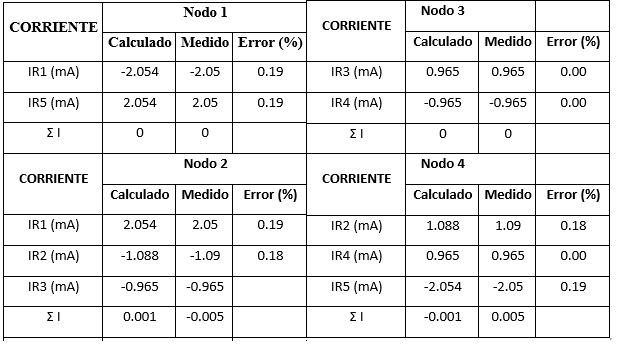 CORRIENTE Nodo 1
Calculado Medido Error (%)
IR1 (mA) -2.054 -2.05 0.19
IR5 (mA) 2.054 2.05 0.19
Σ I 0 0
CORRIENTE Nodo 3
Calculado Medido Error (%)
IR3 (mA) 0.965 0.965 0.00
IR4 (mA) -0.965 -0.965 0.00
Σ I 0 0
CORRIENTE Nodo 2
Calculado Medido Error (%)
IR1 (mA) 2.054 2.05 0.19
IR2 (mA) -1.088 -1.09 0.18
IR3 (mA) -0.965 -0.965
Σ I 0.001 -0.005
CORRIENTE Nodo 4
Calculado Medido Error (%)
IR2 (mA) 1.088 1.09 0.18
IR4 (mA) 0.965 0.965 0.00
IR5 (mA) -2.054 -2.05 0.19
Σ I -0.001 0.005